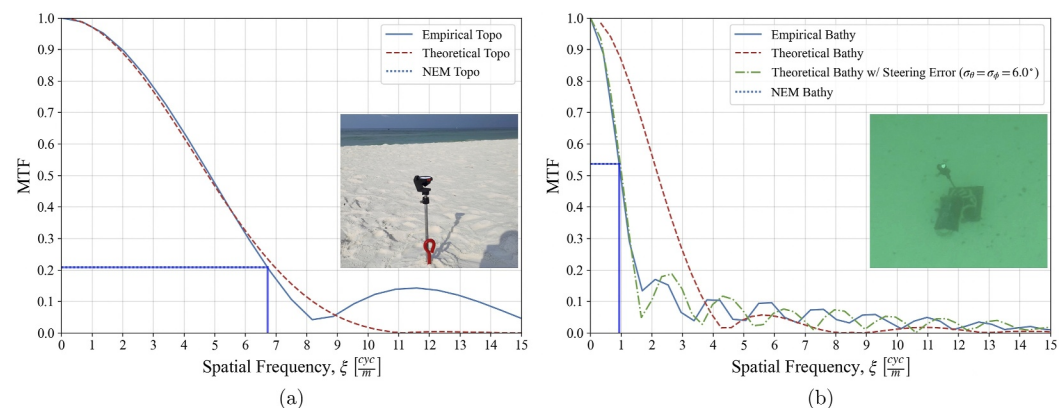 1.0
0.9
0.8
0.7
0.6
0.5
0.4
0.3
0.2
0.1
0.0
MTF
0 1 2 3 4 5 6 7 8 9 10 11 12 13 14 15
Spatial Frequency, ξ [cyc/m]
Empirical Topo
Theoretical Topo
NEM Topo
(a)
1.0
0.9
0.8
0.7
0.6
0.5
0.4
0.3
0.2
0.1
0.0
MTF
0 1 2 3 4 5 6 7 8 9 10 11 12 13 14 15
Spatial Frequency, ξ [cyc/m]
Empirical Bathy
Theoretical Bathy
Theoretical Bathy w/ Steering Error (σθ = σϕ = 6.0°)
NEM Bathy
(b)